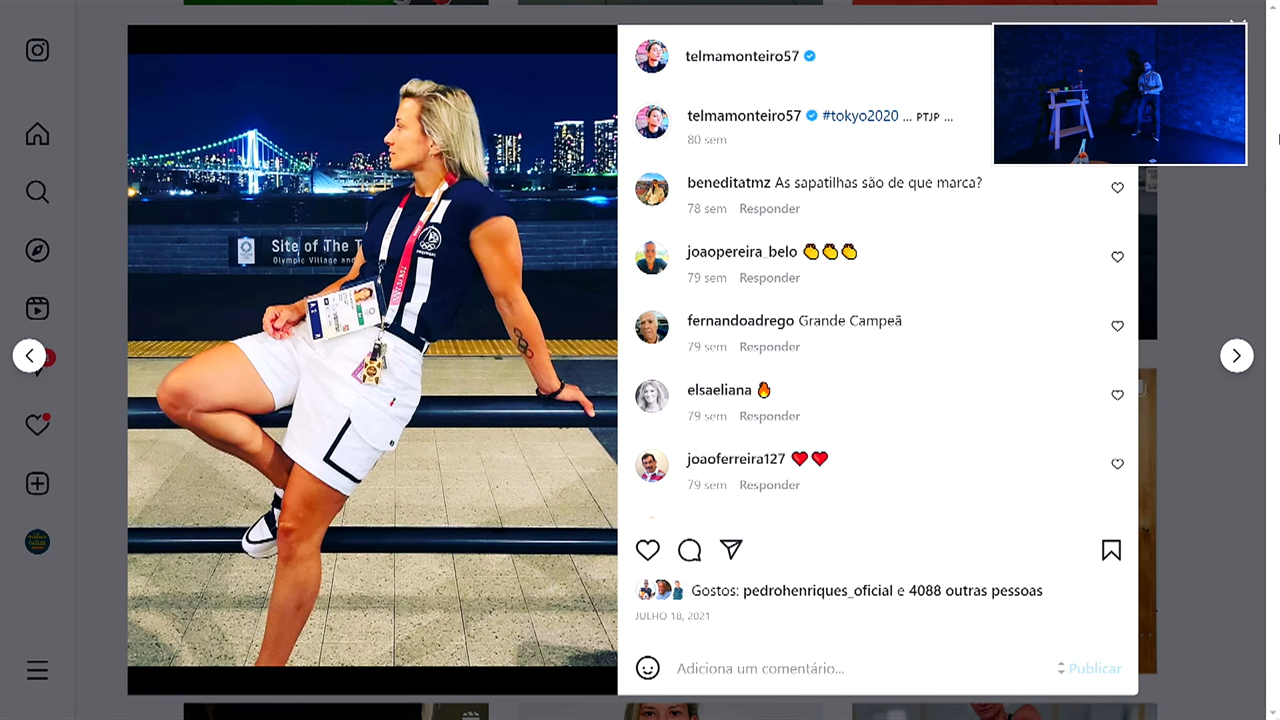 telmamonteiro57
telmamonteiro57 #tokyo2020 ... PTJP ...
80 sem
beneditatmz As sapatilhas são de que marca?
78 sem Responder
joaopereira_belo
79 sem Responder
fernandoadrego Grande Campeã
79 sem Responder
elsaeliana
79 sem Responder
joaoferreira127
79 sem Responder
Gostos: pedrohenriques_oficial e 4088 outras pessoas
JULHO 18, 2021
Adiciona um comentário...
Publicar
Site of The T
Olympic Village and